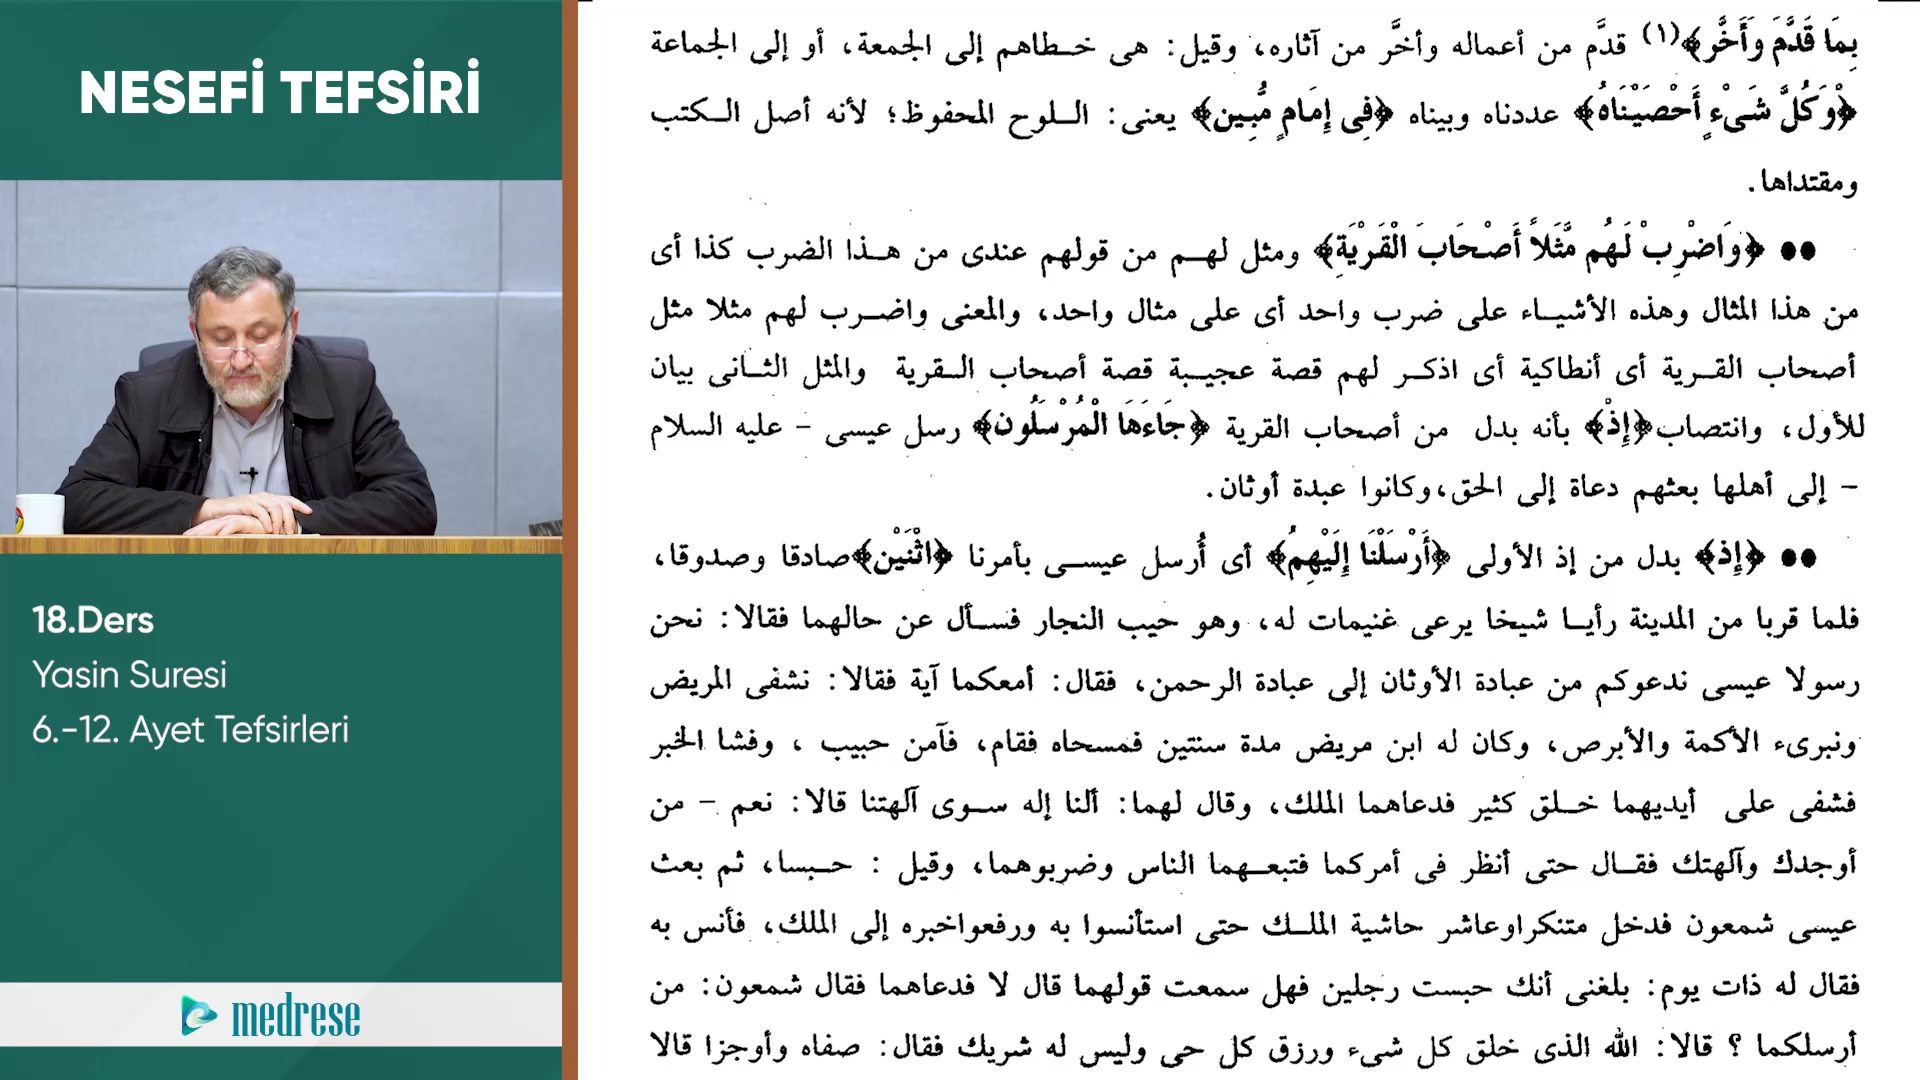 NESEFİ TEFSİRİ
18.Ders
Yasin Suresi
6.-12. Ayet Tefsirleri
medrese
بِمَا قَدَّمَ وَأَخَّر﴾(١) قدَّم من أعماله وأخَّر من آثاره، وقيل: هى خطاهم إلى الجمعة، أو إلى الجماعة
﴿وَكُلَّ شَىْءٍ أَحْصَيْنَاهُ﴾ عددناه وبيناه ﴿فِى إِمَامٍ مُّبِين﴾ يعنى: اللوح المحفوظ؛ لأنه أصل الكتب
ومقتداها.
●● ﴿وَاضْرِبْ لَهُم مَّثَلاً أَصْحَابَ الْقَرْيَةِ﴾ ومثل لهم من قولهم عندى من هذا الضرب كذا أى
من هذا المثال وهذه الأشياء على ضرب واحد أى على مثال واحد، والمعنى واضرب لهم مثلا مثل
أصحاب القرية أى أنطاكية أى اذكر لهم قصة عجيبة قصة أصحاب القرية والمثل الثانى بيان
للأول، وانتصاب ﴿إِذْ﴾ بأنه بدل من أصحاب القرية ﴿جَاءَهَا الْمُرْسَلُون﴾ رسل عيسى – عليه السلام
– إلى أهلها بعثهم دعاة إلى الحق، وكانوا عبدة أوثان.
●● ﴿إِذ﴾ بدل من إذ الأولى ﴿أَرْسَلْنَا إِلَيْهِمُ﴾ أى أُرسل عيسى بأمرنا ﴿اثْنَيْن﴾ صادقا وصدوقا،
فلما قربا من المدينة رأيا شيخا يرعى غنيمات له، وهو حيب النجار فسأل عن حالهما فقالا: نحن
رسولا عيسى ندعوكم من عبادة الأوثان إلى عبادة الرحمن، فقال: أمعكما آية فقالا: نشفى المريض
ونبرىء الأكمة والأبرص، وكان له ابن مريض مدة سنتين فمسحاه فقام، فآمن حبيب ، وفشا الخبر
فشفى على أيديهما خلق كثير فدعاهما الملك، وقال لهما: ألنا إله سوى آلهتنا قالا: نعم – من
أوجدك وآلهتك فقال حتى أنظر فى أمركما فتبعهما الناس وضربوهما، وقيل : حبسا، ثم بعث
عيسى شمعون فدخل متنكراوعاشر حاشية الملك حتى استأنسوا به ورفعواخبره إلى الملك، فأنس به
فقال له ذات يوم: بلغنى أنك حبست رجلين فهل سمعت قولهما قال لا فدعاهما فقال شمعون: من
أرسلكما ؟ قالا: الله الذى خلق كل شىء ورزق كل حى وليس له شريك فقال: صفاه وأوجزا قالا